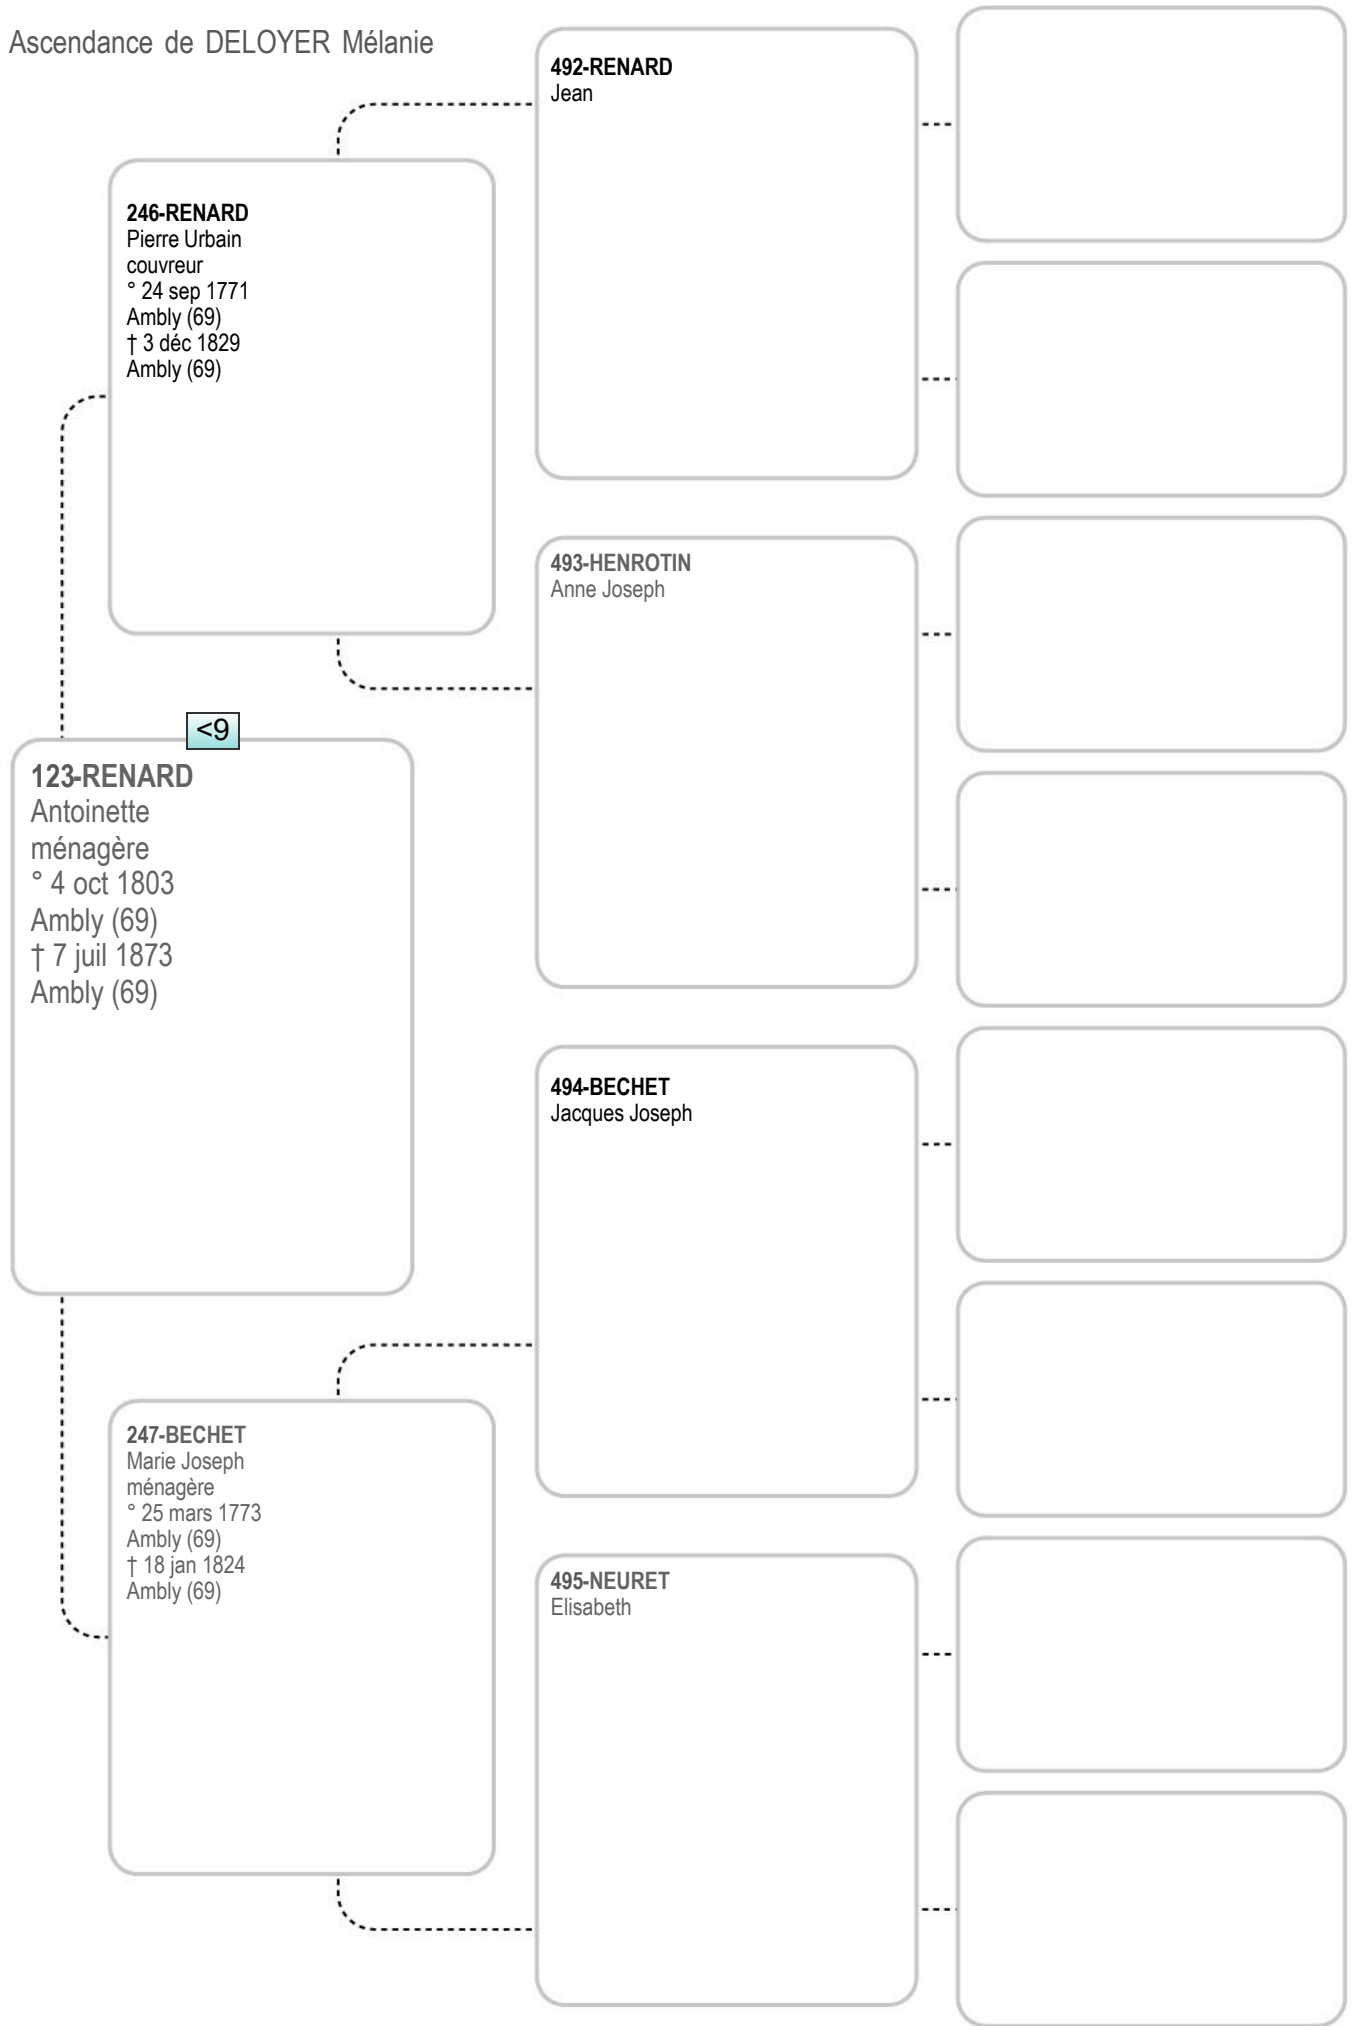 Ascendance de DELOYER Mélanie
492-RENARD
Jean
246-RENARD
Pierre Urbain
couvreur
° 24 sep 1771
Ambly (69)
† 3 déc 1829
Ambly (69)
493-HENROTIN
Anne Joseph
<9
123-RENARD
Antoinette
ménagère
° 4 oct 1803
Ambly (69)
† 7 juil 1873
Ambly (69)
494-BECHET
Jacques Joseph
247-BECHET
Marie Joseph
ménagère
° 25 mars 1773
Ambly (69)
† 18 jan 1824
Ambly (69)
495-NEURET
Elisabeth